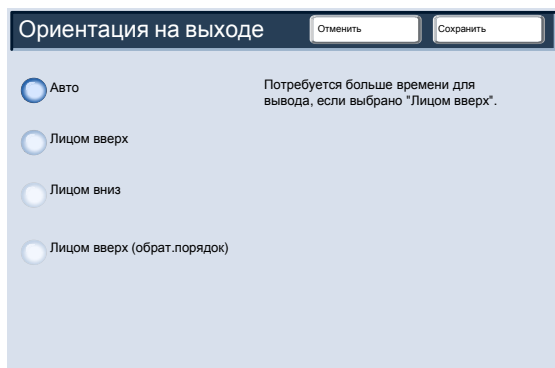 Ориентация на выходе
Отменить
Сохранить
Авто
Потребуется больше времени для
вывода, если выбрано "Лицом вверх".
Лицом вверх
Лицом вниз
Лицом вверх (обрат.порядок)